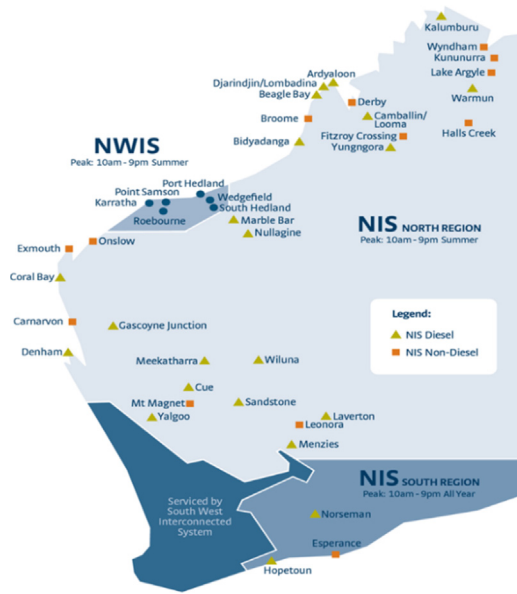 Kalumburu
Wyndham
Kununurra
Lake Argyle
Warmun
Halls Creek
Ardyaloon
Djarindjin/Lombadina
Beagle Bay
Derby
Camballin/
Looma
Broome
Fitzroy Crossing
Yungngora
Bidyadanga
NWIS
Peak: 10am - 9pm Summer
Port Hedland
Point Samson
Wedgefield
Karratha
South Hedland
Roebourne
Marble Bar
Nullagine
NIS NORTH REGION
Peak: 10am - 9pm Summer
Onslow
Exmouth
Coral Bay
Carnarvon
Gascoyne Junction
Denham
Legend:
NIS Diesel
NIS Non-Diesel
Meekatharra
Wiluna
Cue
Mt Magnet
Sandstone
Yalgoo
Laverton
Leonora
Menzies
NIS SOUTH REGION
Peak: 10am - 9pm All Year
Serviced by
South West
Interconnected
System
Norseman
Esperance
Hopetoun